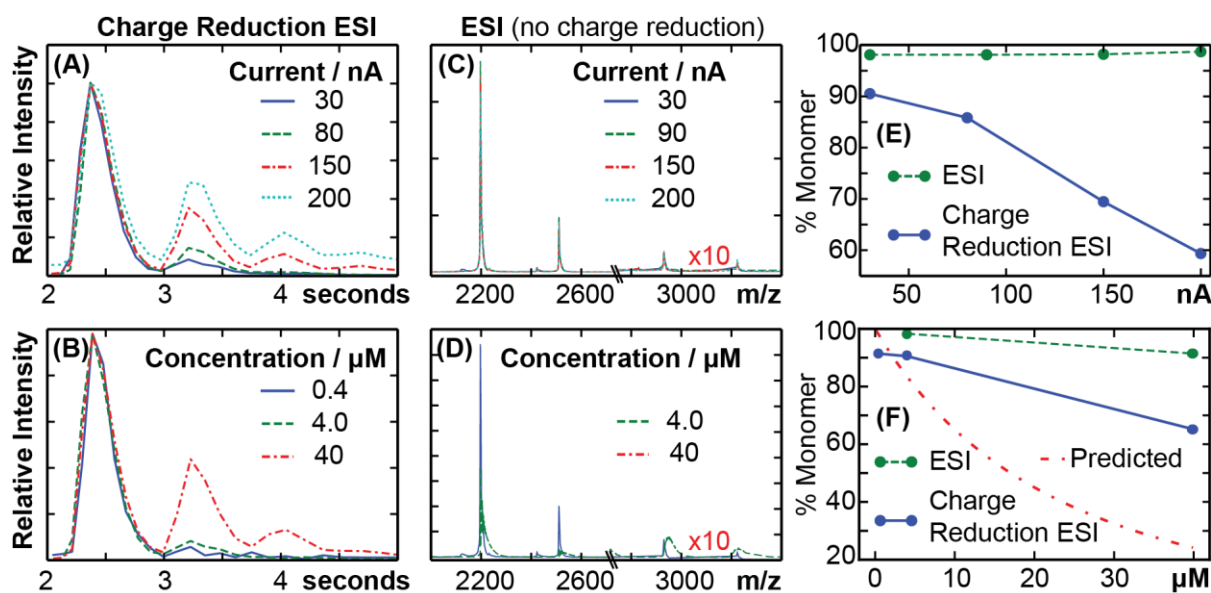 Charge Reduction ESI
ESI (no charge reduction)
Relative Intensity
(A)
Current / nA
30
80
150
200
2 3 4 seconds
(C)
Current / nA
30
90
150
200
x10
2200 2600 3000 m/z
% Monomer
100
90
80
70
60
(E)
ESI
Charge
Reduction ESI
50 100 150 nA
Relative Intensity
(B)
Concentration / µM
0.4
4.0
40
2 3 4 seconds
(D)
Concentration / µM
4.0
40
x10
2200 2600 3000 m/z
% Monomer
100
80
60
40
20
(F)
ESI
Predicted
Charge
Reduction ESI
0 10 20 30 µM